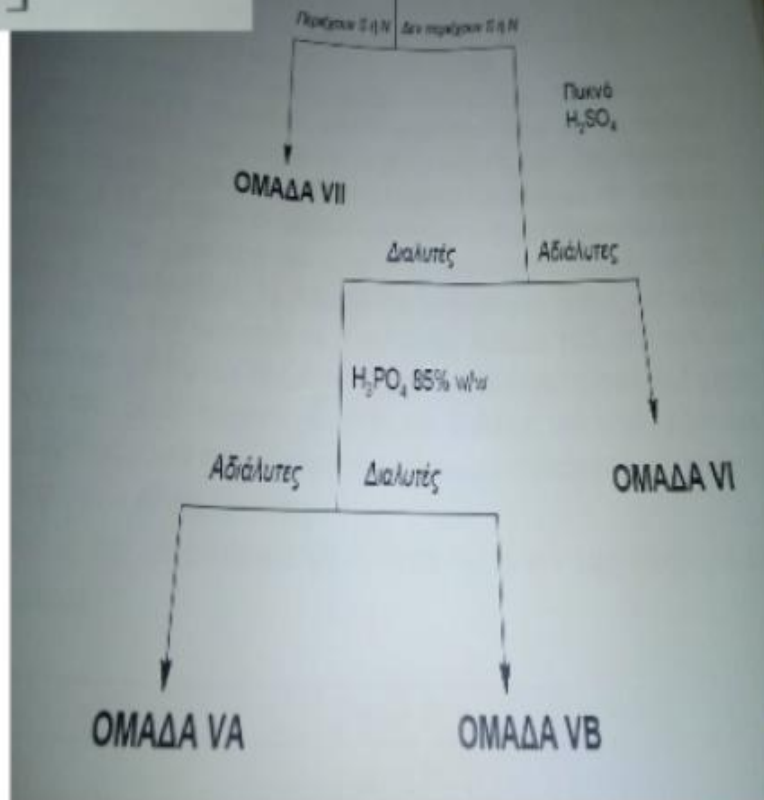 Περιέχουν S ή N Δεν περιέχουν S ή N
Πυκνό
H₂SO₄
ΟΜΑΔΑ VII
Διαλυτές Αδιάλυτες
H₃PO₄ 85% w/w
Αδιάλυτες Διαλυτές
ΟΜΑΔΑ VI
ΟΜΑΔΑ VA ΟΜΑΔΑ VB